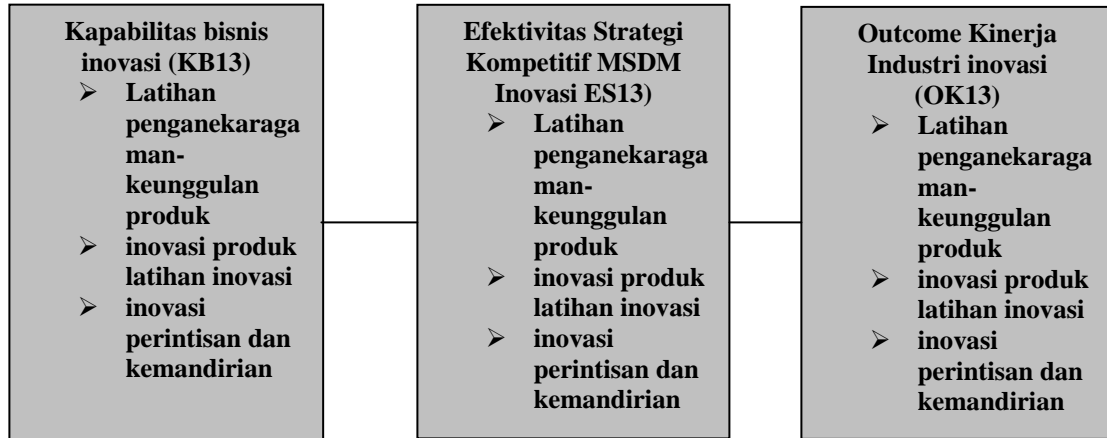 Kapabilitas bisnis
inovasi (KB13)
➢ Latihan
penganekaraga
man-
keunggulan
produk
➢ inovasi produk
latihan inovasi
➢ inovasi
perintisan dan
kemandirian
Efektivitas Strategi
Kompetitif MSDM
Inovasi ES13)
➢ Latihan
penganekaraga
man-
keunggulan
produk
➢ inovasi produk
latihan inovasi
➢ inovasi
perintisan dan
kemandirian
Outcome Kinerja
Industri inovasi
(OK13)
➢ Latihan
penganekaraga
man-
keunggulan
produk
➢ inovasi produk
latihan inovasi
➢ inovasi
perintisan dan
kemandirian